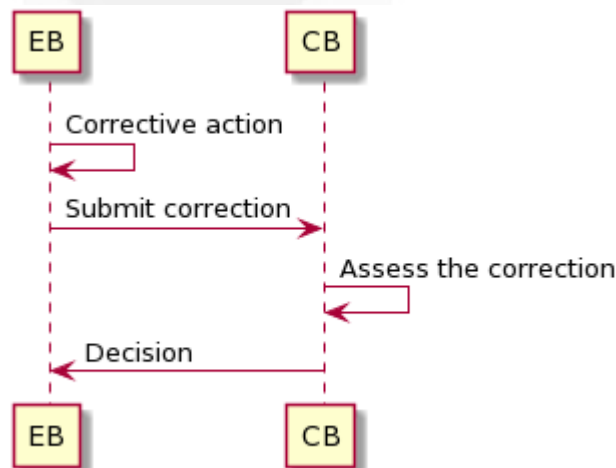 EB
CB
Corrective action
Submit correction
Assess the correction
Decision
EB
CB